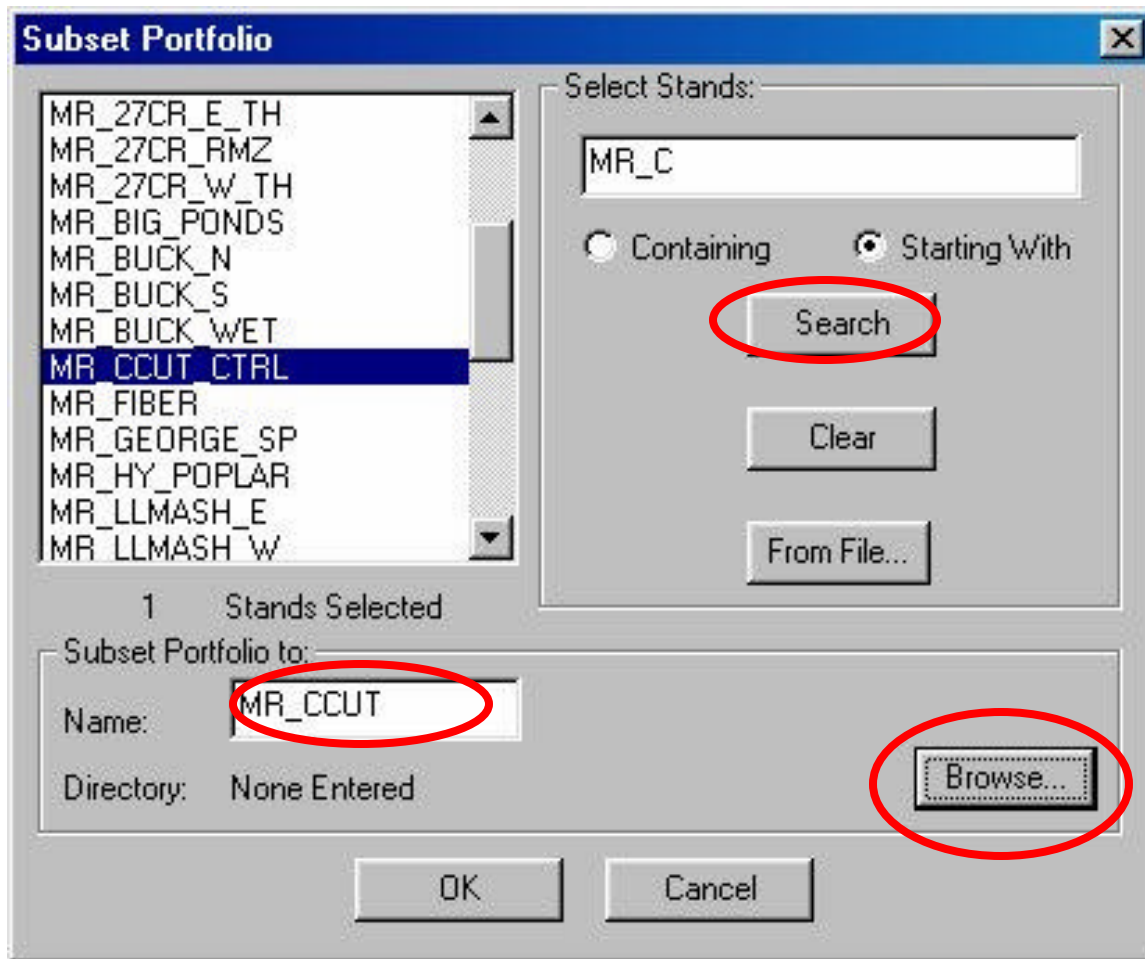 Subset Portfolio
MR_27CR_E_TH
MR_27CR_RMZ
MR_27CR_W_TH
MR_BIG_PONDS
MR_BUCK_N
MR_BUCK_S
MR_BUCK_WET
MR_CCUT_CTRL
MR_FIBER
MR_GEORGE_SP
MR_HY_POPLAR
MR_LLMASH_E
MR_LLMASH_W
1 Stands Selected
Select Stands:
MR_C
Containing Starting With
Search
Clear
From File...
Subset Portfolio to:
Name: MR_CCUT
Directory: None Entered
Browse...
OK Cancel